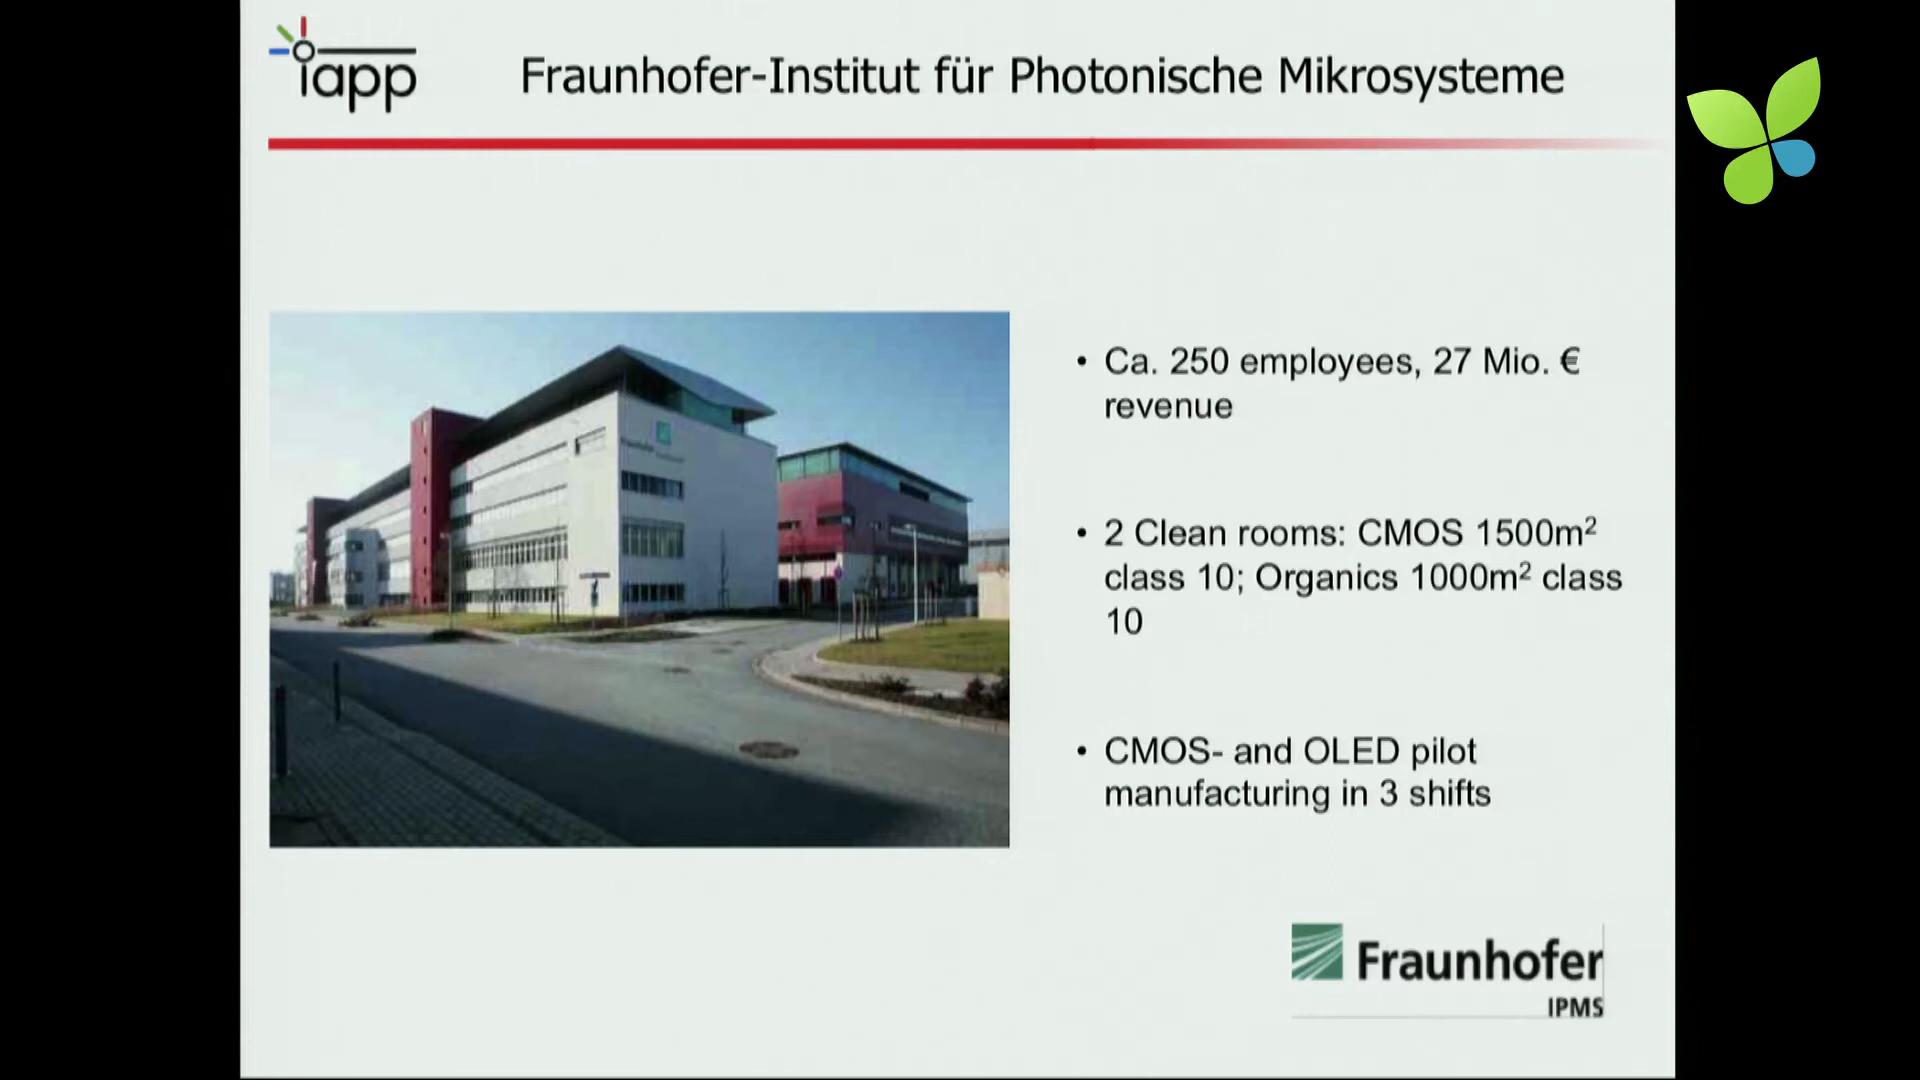 iapp
Fraunhofer-Institut für Photonische Mikrosysteme
• Ca. 250 employees, 27 Mio. €
revenue
• 2 Clean rooms: CMOS 1500m²
class 10; Organics 1000m² class
10
• CMOS- and OLED pilot
manufacturing in 3 shifts
Fraunhofer
IPMS